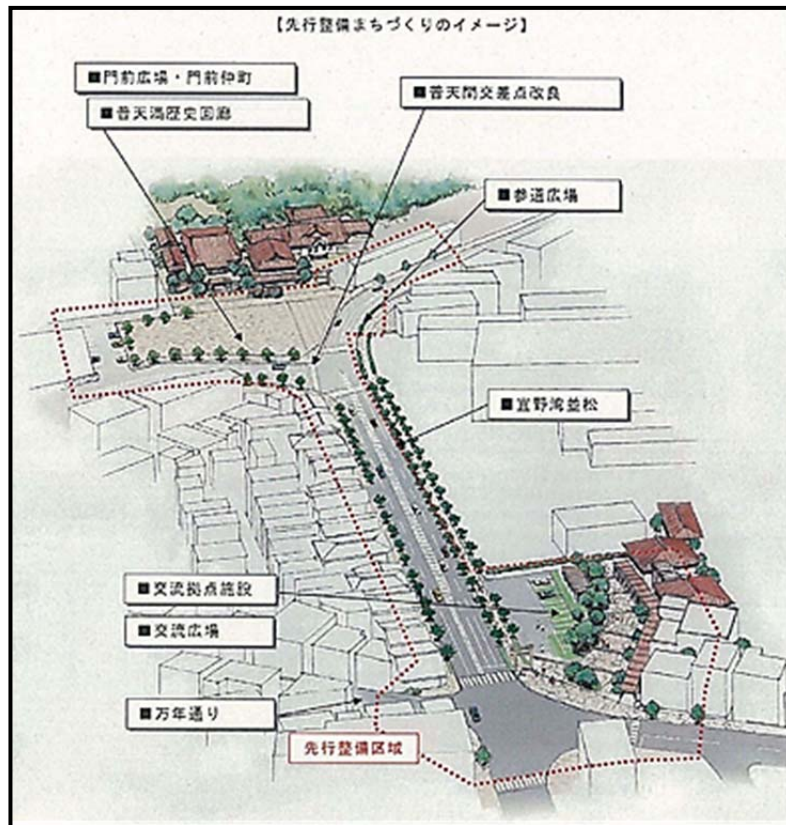 【先行整備まちづくりのイメージ】
■門前広場・門前仲町
■普天満歴史回廊
■普天間交差点改良
■参道広場
■宜野湾並松
■交流拠点施設
■交流広場
■万年通り
先行整備区域